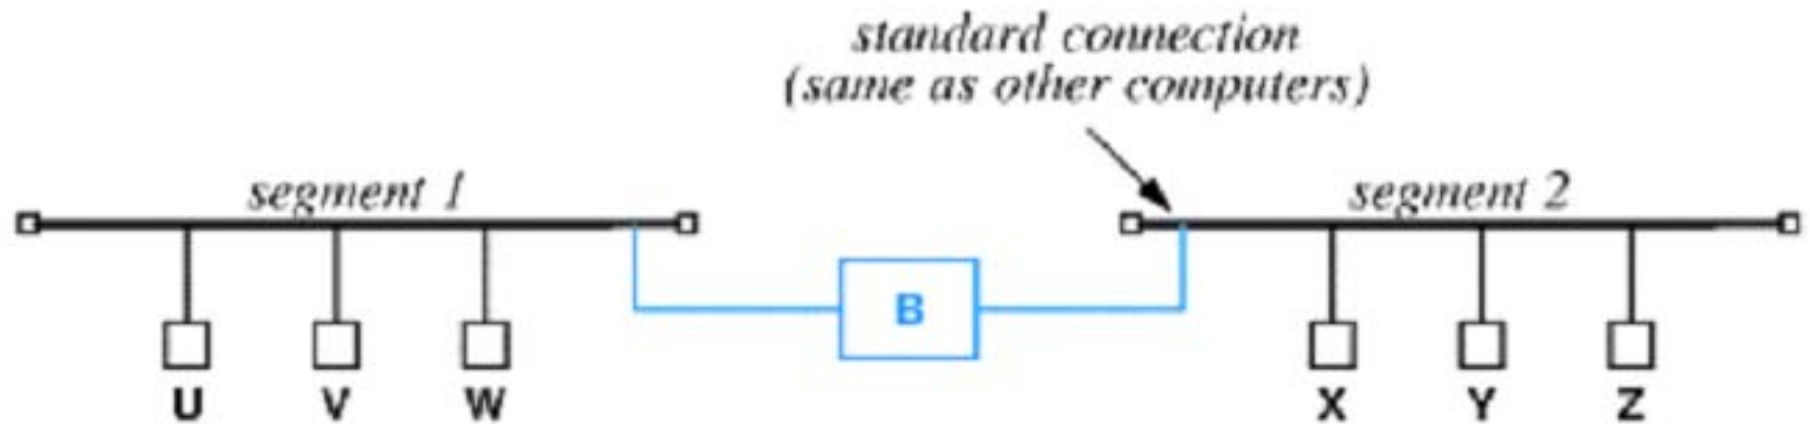 standard connection
(same as other computers)
segment 1
segment 2
B
U
V
W
X
Y
Z